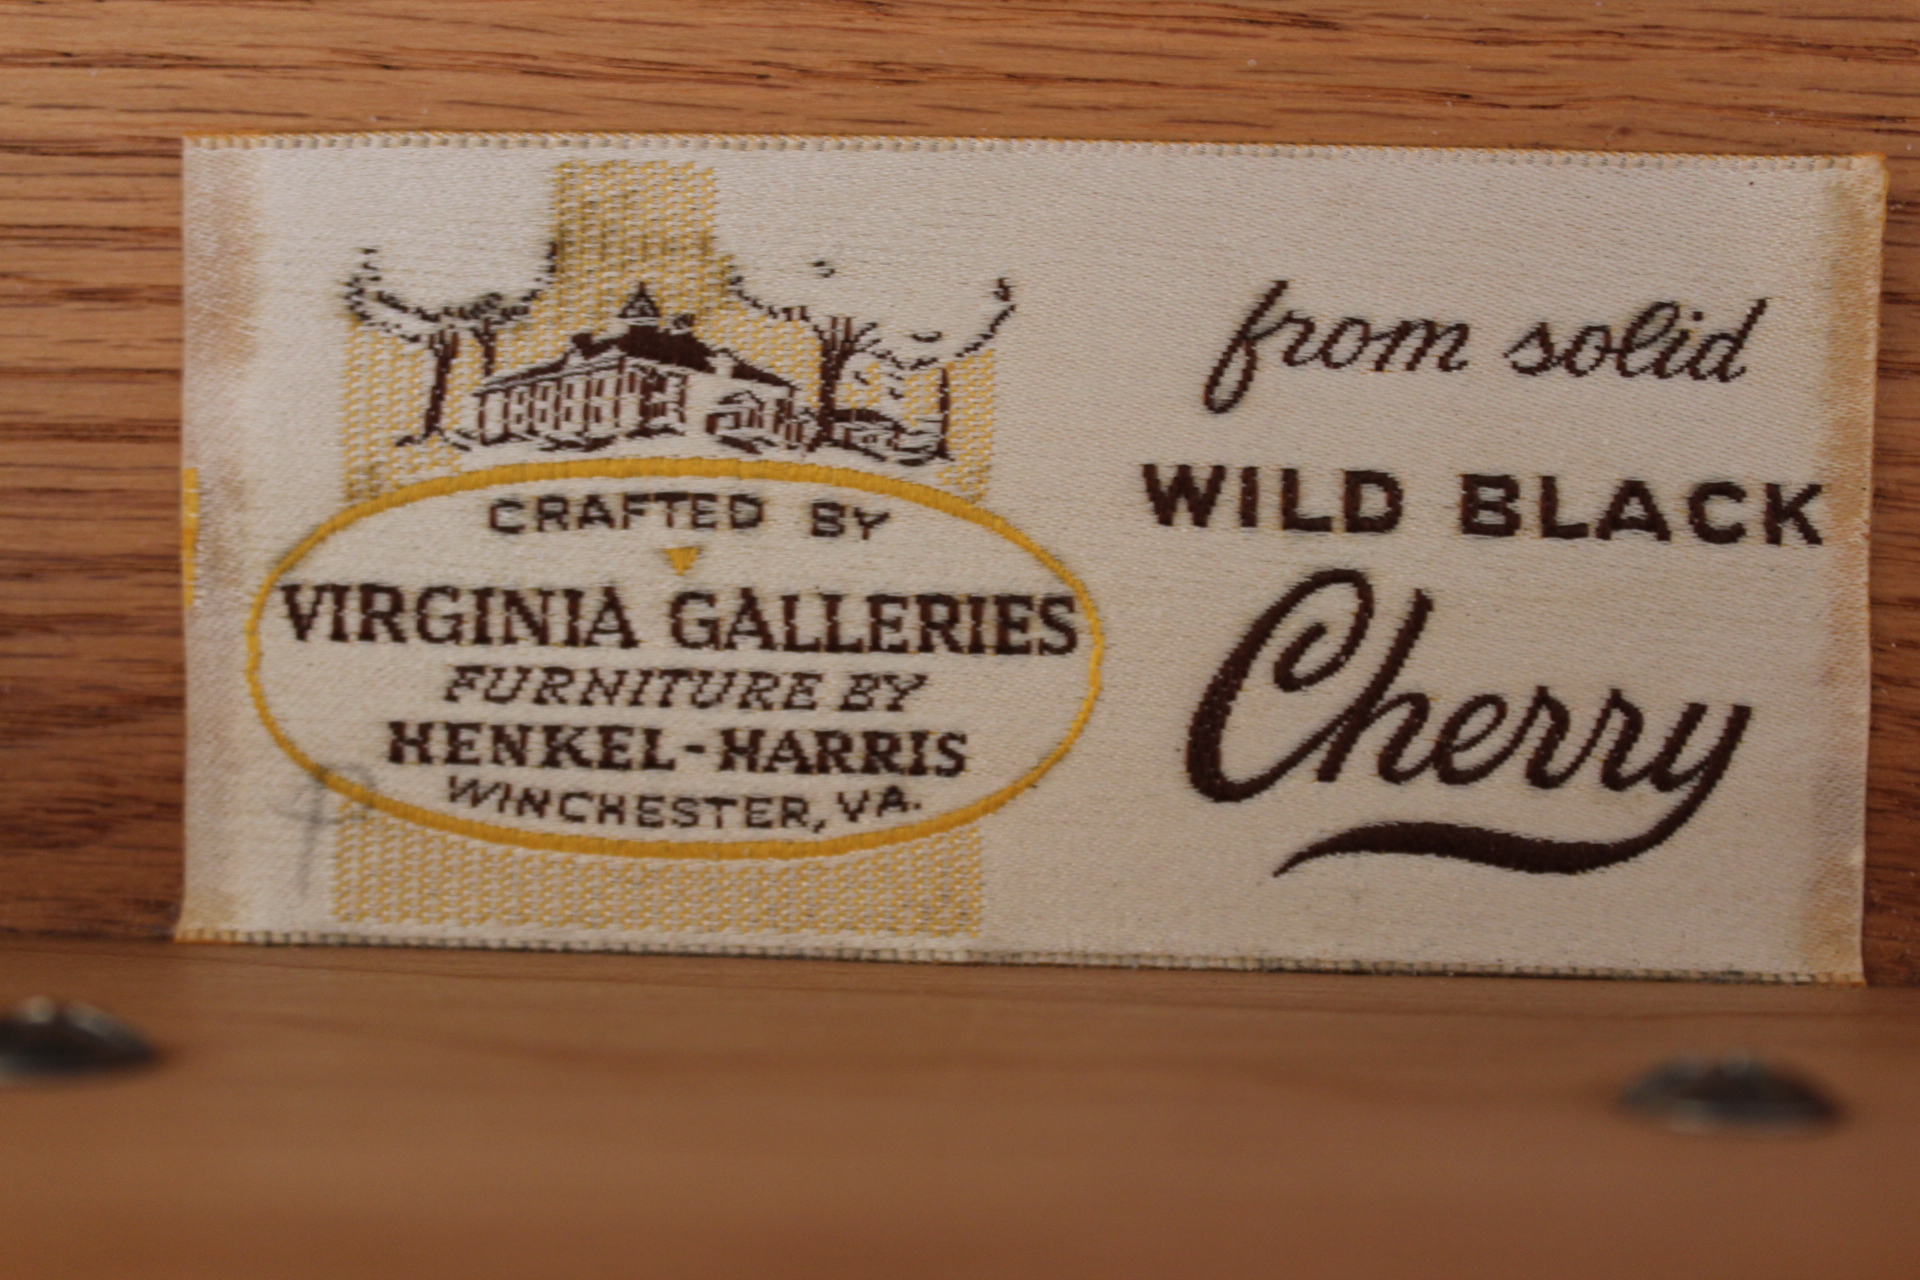 CRAFTED BY
VIRGINIA GALLERIES
FURNITURE BY
HENKEL-HARRIS
WINCHESTER, VA.
from solid
WILD BLACK
Cherry